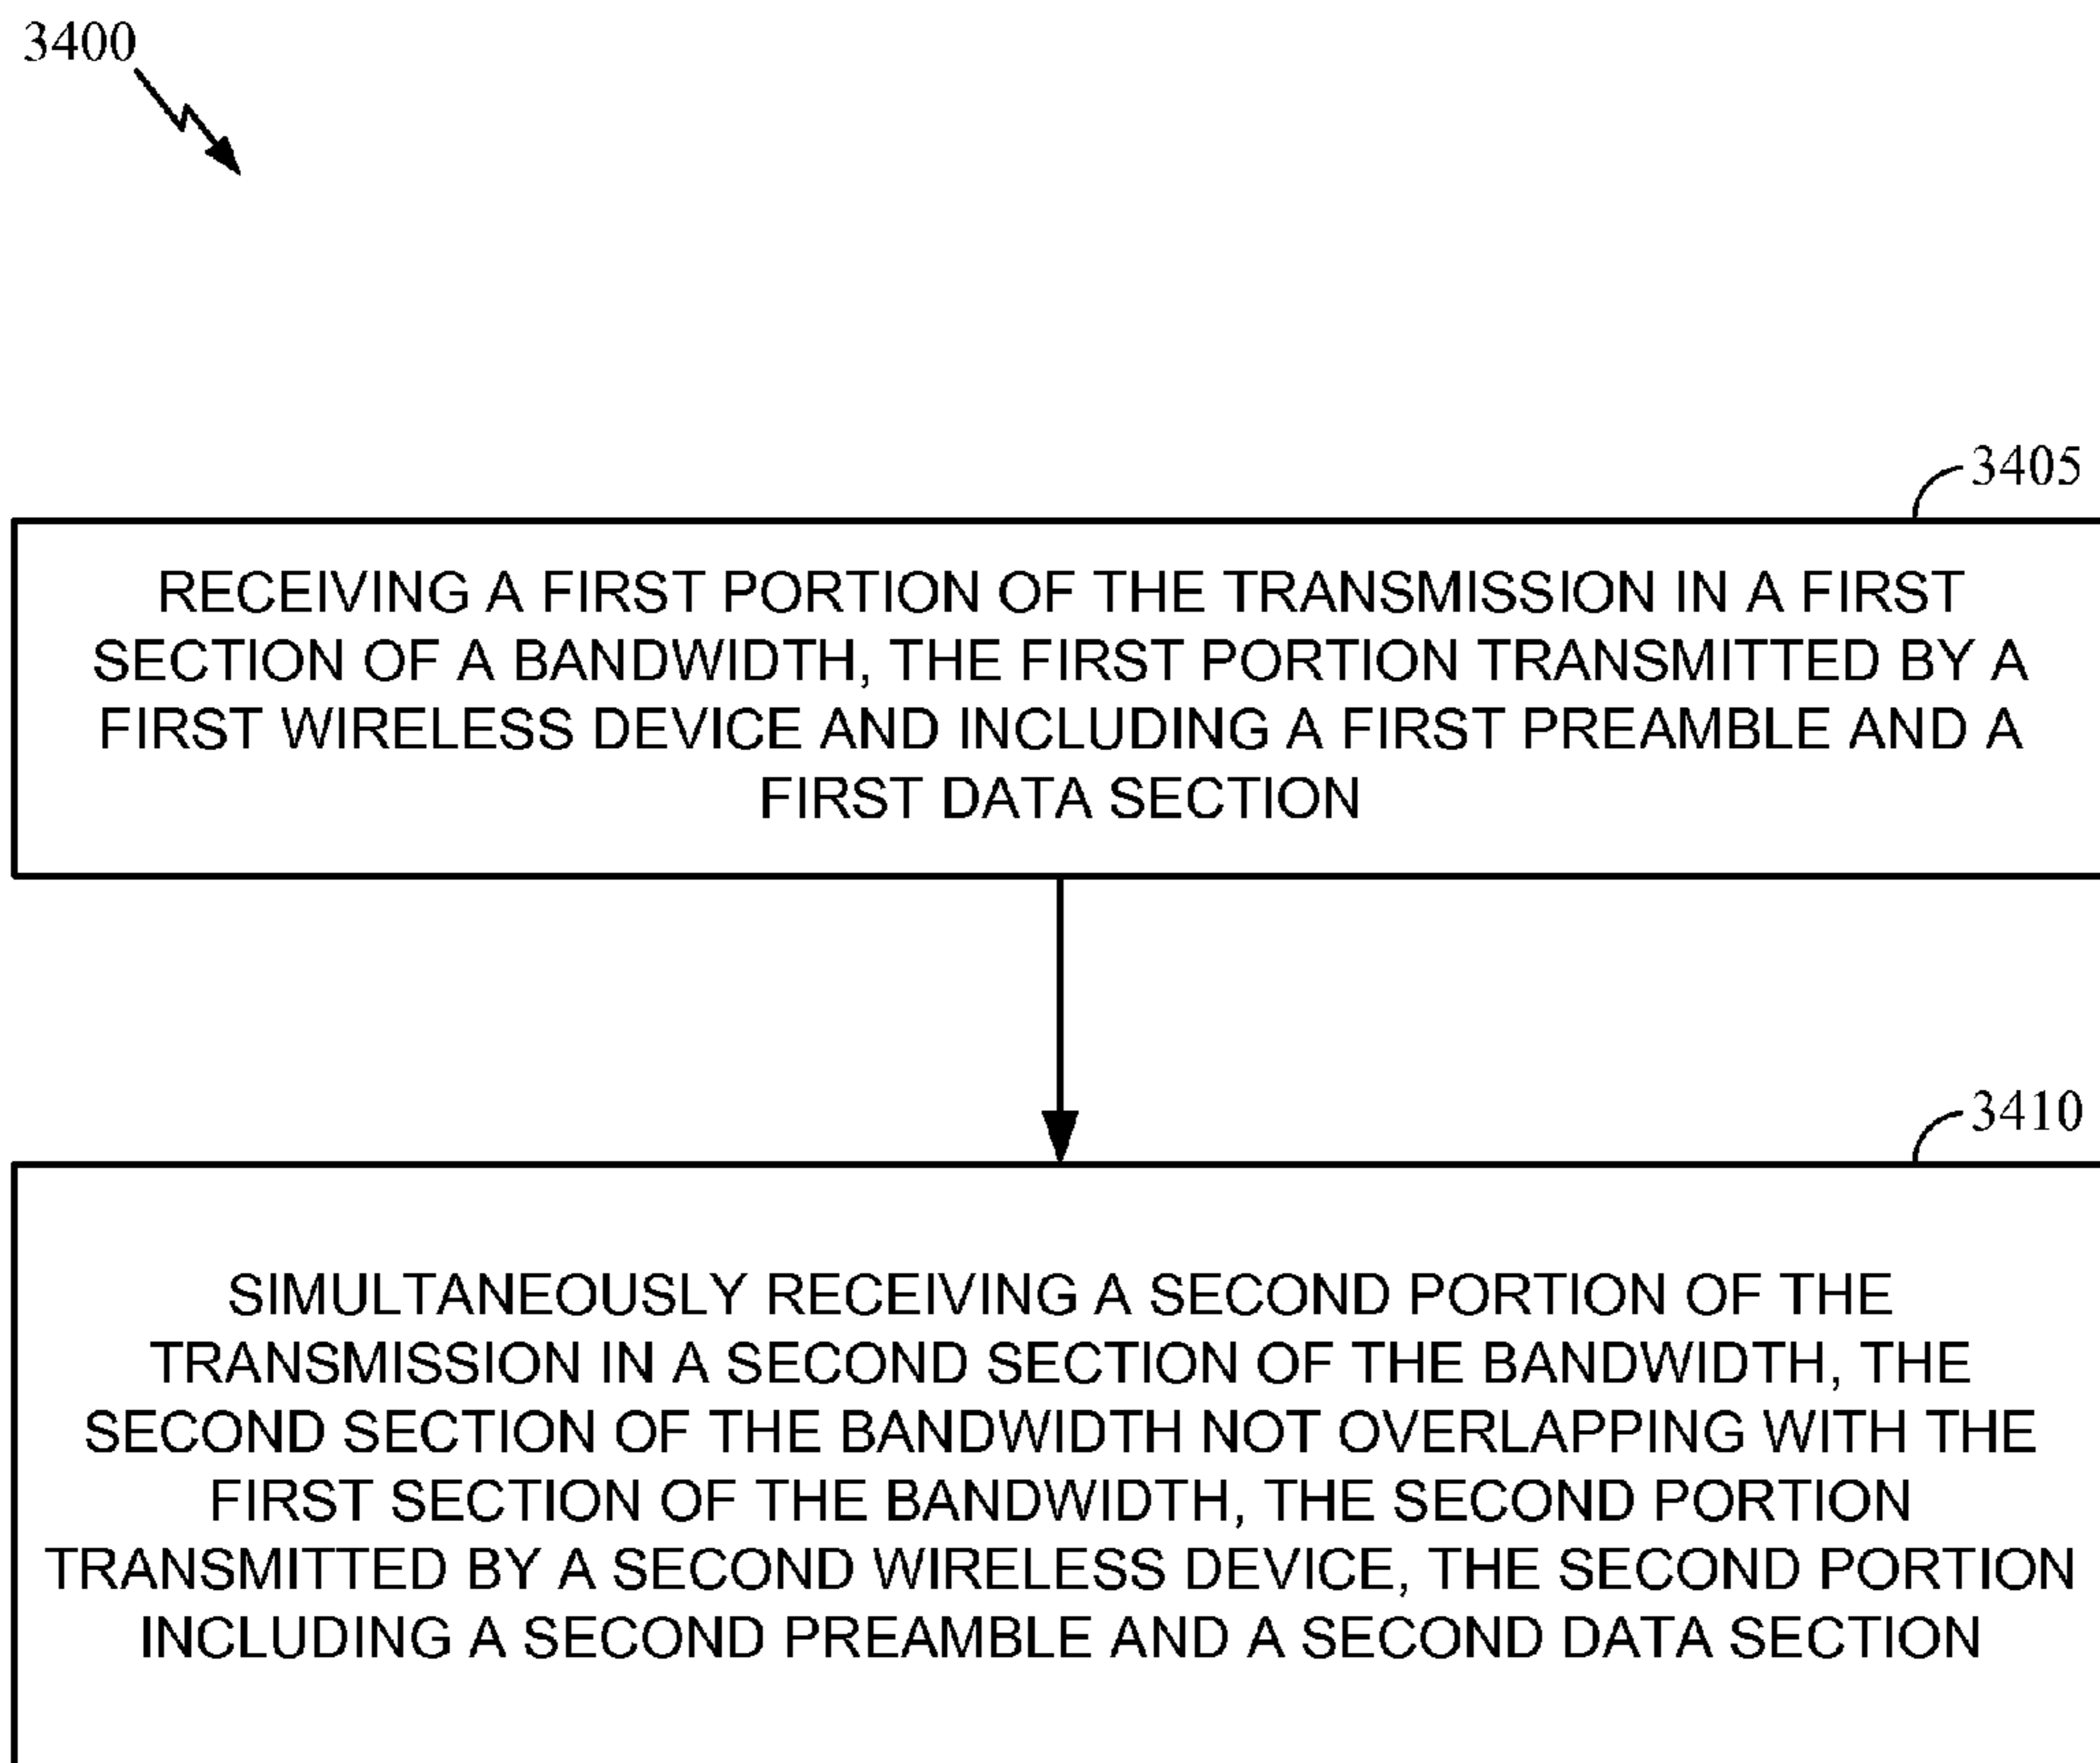 3400
3405
RECEIVING A FIRST PORTION OF THE TRANSMISSION IN A FIRST
SECTION OF A BANDWIDTH, THE FIRST PORTION TRANSMITTED BY A
FIRST WIRELESS DEVICE AND INCLUDING A FIRST PREAMBLE AND A
FIRST DATA SECTION
3410
SIMULTANEOUSLY RECEIVING A SECOND PORTION OF THE
TRANSMISSION IN A SECOND SECTION OF THE BANDWIDTH, THE
SECOND SECTION OF THE BANDWIDTH NOT OVERLAPPING WITH THE
FIRST SECTION OF THE BANDWIDTH, THE SECOND PORTION
TRANSMITTED BY A SECOND WIRELESS DEVICE, THE SECOND PORTION
INCLUDING A SECOND PREAMBLE AND A SECOND DATA SECTION